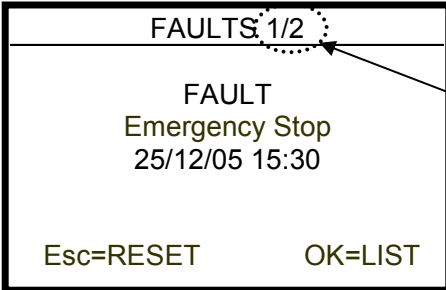 FAULTS 1/2
FAULT
Emergency Stop
25/12/05 15:30
Esc=RESET OK=LIST